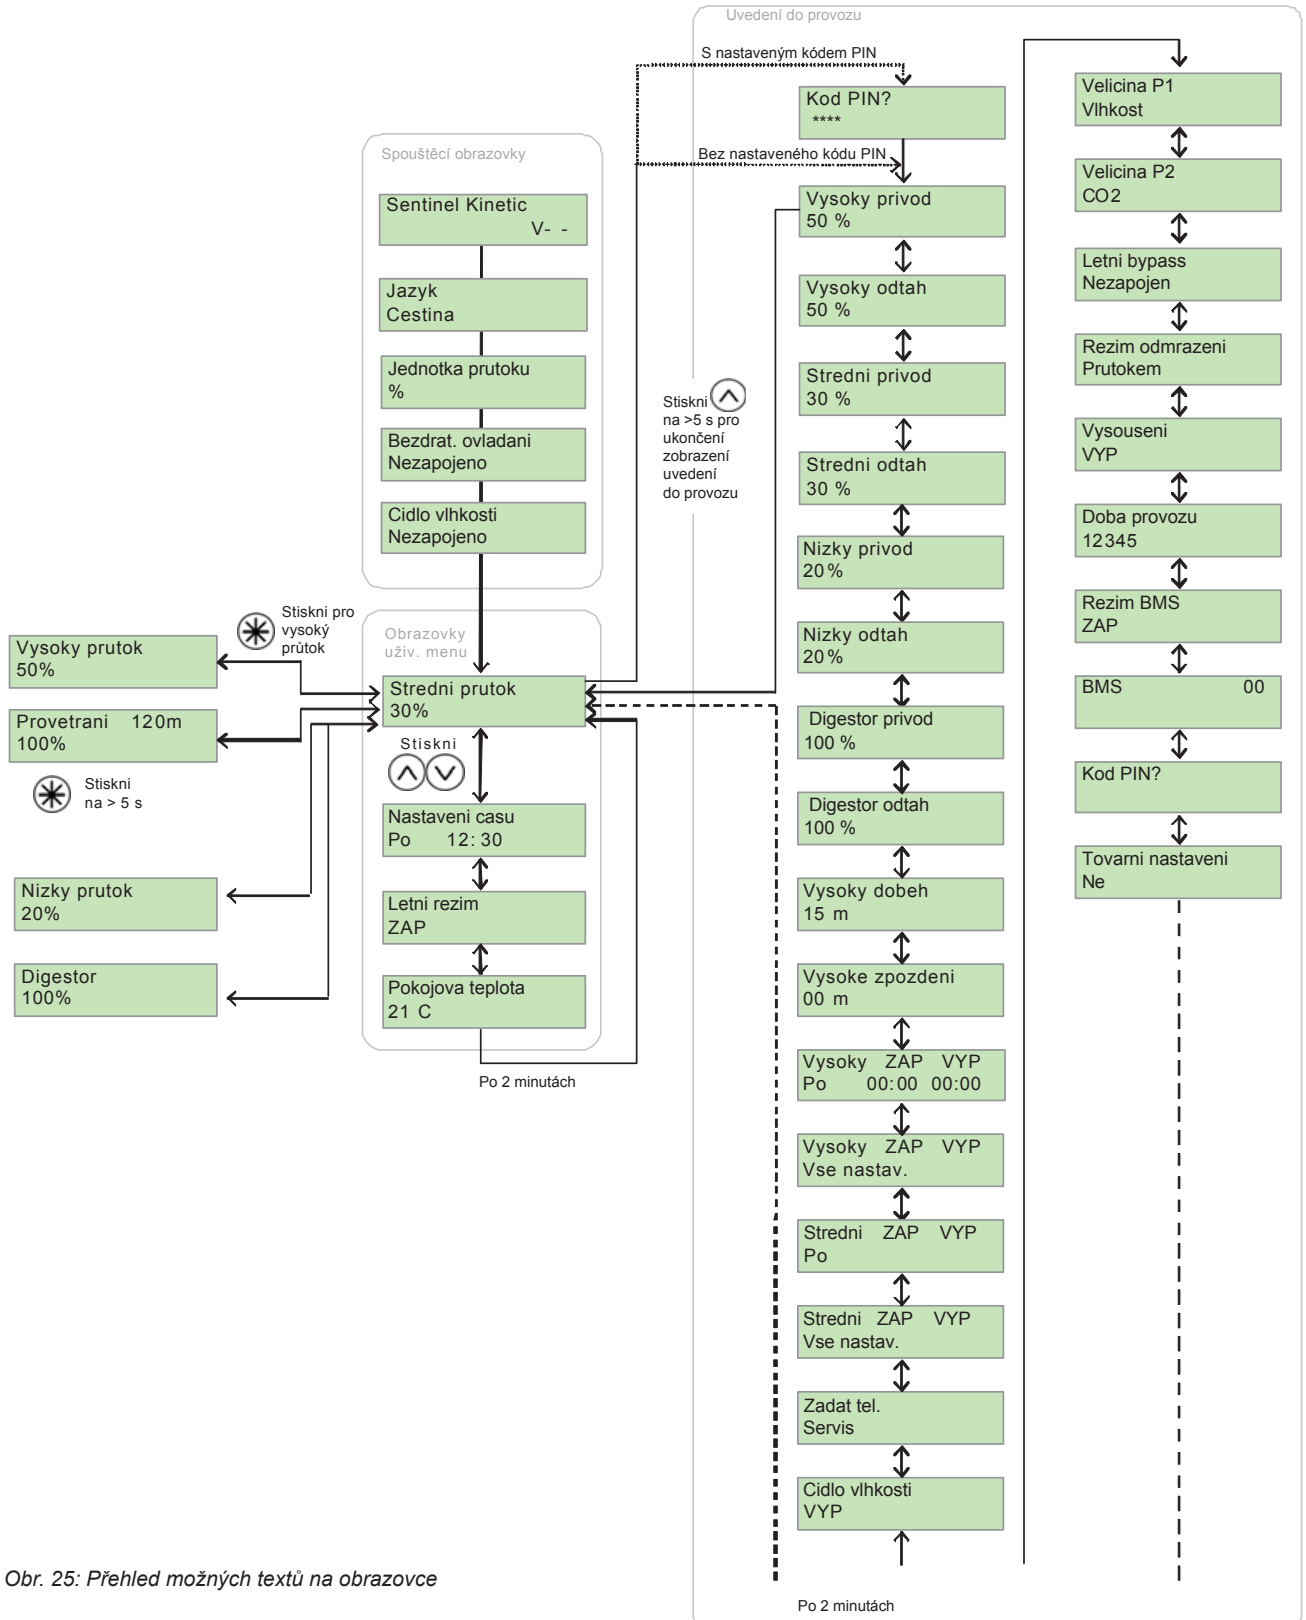 Uvedení do provozu
S nastaveným kódem PIN
Kod PIN?
****
Bez nastaveného kódu PIN
Spouštěcí obrazovky
Sentinel Kinetic
V- -
Jazyk
Cestina
Jednotka prutoku
%
Bezdrat. ovladani
Nezapojeno
Cidlo vlhkosti
Nezapojeno
Stiskni pro
vysoký
průtok
Vysoky prutok
50%
Provetrani 120m
100%
Stiskni
na > 5 s
Nizky prutok
20%
Digestor
100%
Obrazovky
uživ. menu
Stredni prutok
30%
Stiskni
Nastaveni casu
Po 12: 30
Letni rezim
ZAP
Pokojova teplota
21 C
Po 2 minutách
Stiskni
na >5 s pro
ukončení
zobrazení
uvedení
do provozu
Vysoky privod
50 %
Vysoky odtah
50 %
Stredni privod
30 %
Stredni odtah
30 %
Nizky privod
20%
Nizky odtah
20%
Digestor privod
100 %
Digestor odtah
100 %
Vysoky dobeh
15 m
Vysoke zpozdeni
00 m
Vysoky ZAP VYP
Po 00:00 00:00
Vysoky ZAP VYP
Vse nastav.
Stredni ZAP VYP
Po
Stredni ZAP VYP
Vse nastav.
Zadat tel.
Servis
Cidlo vlhkosti
VYP
Velicina P1
Vlhkost
Velicina P2
CO2
Letni bypass
Nezapojen
Rezim odmrazeni
Prutokem
Vysouseni
VYP
Doba provozu
12345
Rezim BMS
ZAP
BMS 00
Kod PIN?
Tovarni nastaveni
Ne
Po 2 minutách
Obr. 25: Přehled možných textů na obrazovce